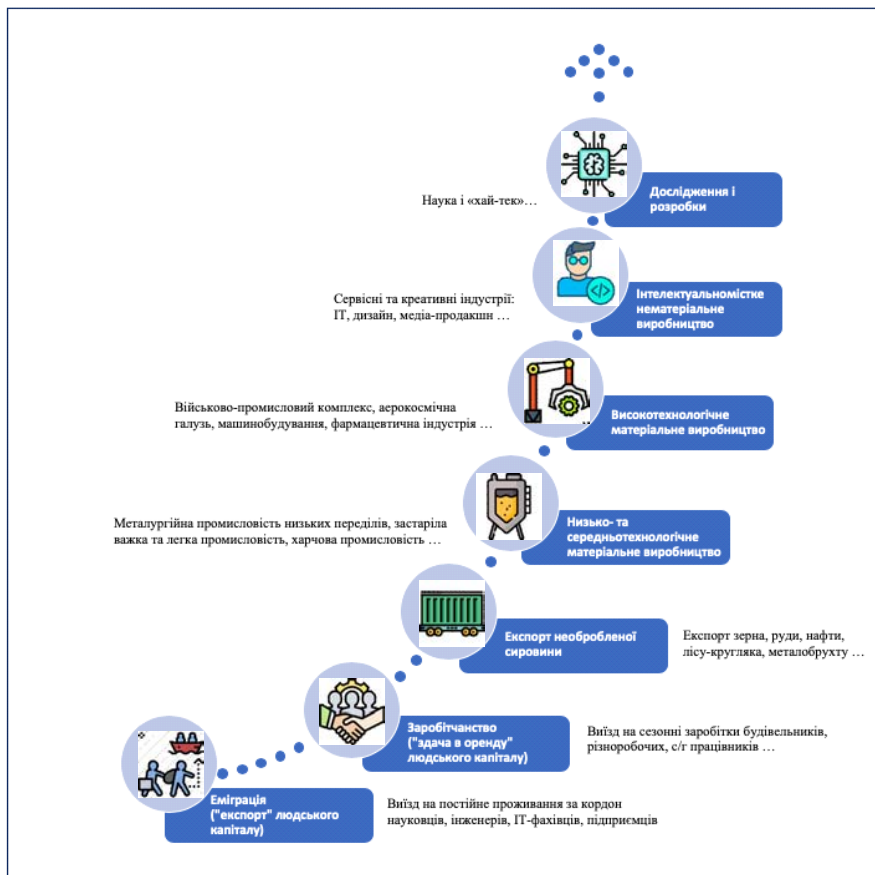 Наука і «хай-тек»…
Дослідження і
розробки
Сервісні та креативні індустрії:
ІТ, дизайн, медіа-продакшн …
Інтелектуальномістке
нематеріальне
виробництво
Військово-промисловий комплекс, аерокосмічна
галузь, машинобудування, фармацевтична індустрія …
Високотехнологічне
матеріальне виробництво
Металургійна промисловість низьких переділів, застаріла
важка та легка промисловість, харчова промисловість …
Низько- та
середньотехнологічне
матеріальне виробництво
Експорт необробленої
сировини
Експорт зерна, руди, нафти,
лісу-кругляка, металобрухту …
Заробітчанство
("здача в оренду"
людського капіталу)
Виїзд на сезонні заробітки будівельників,
різноробочих, с/г працівників …
Еміграція
("експорт" людського
капіталу)
Виїзд на постійне проживання за кордон
науковців, інженерів, ІТ-фахівців, підприємців